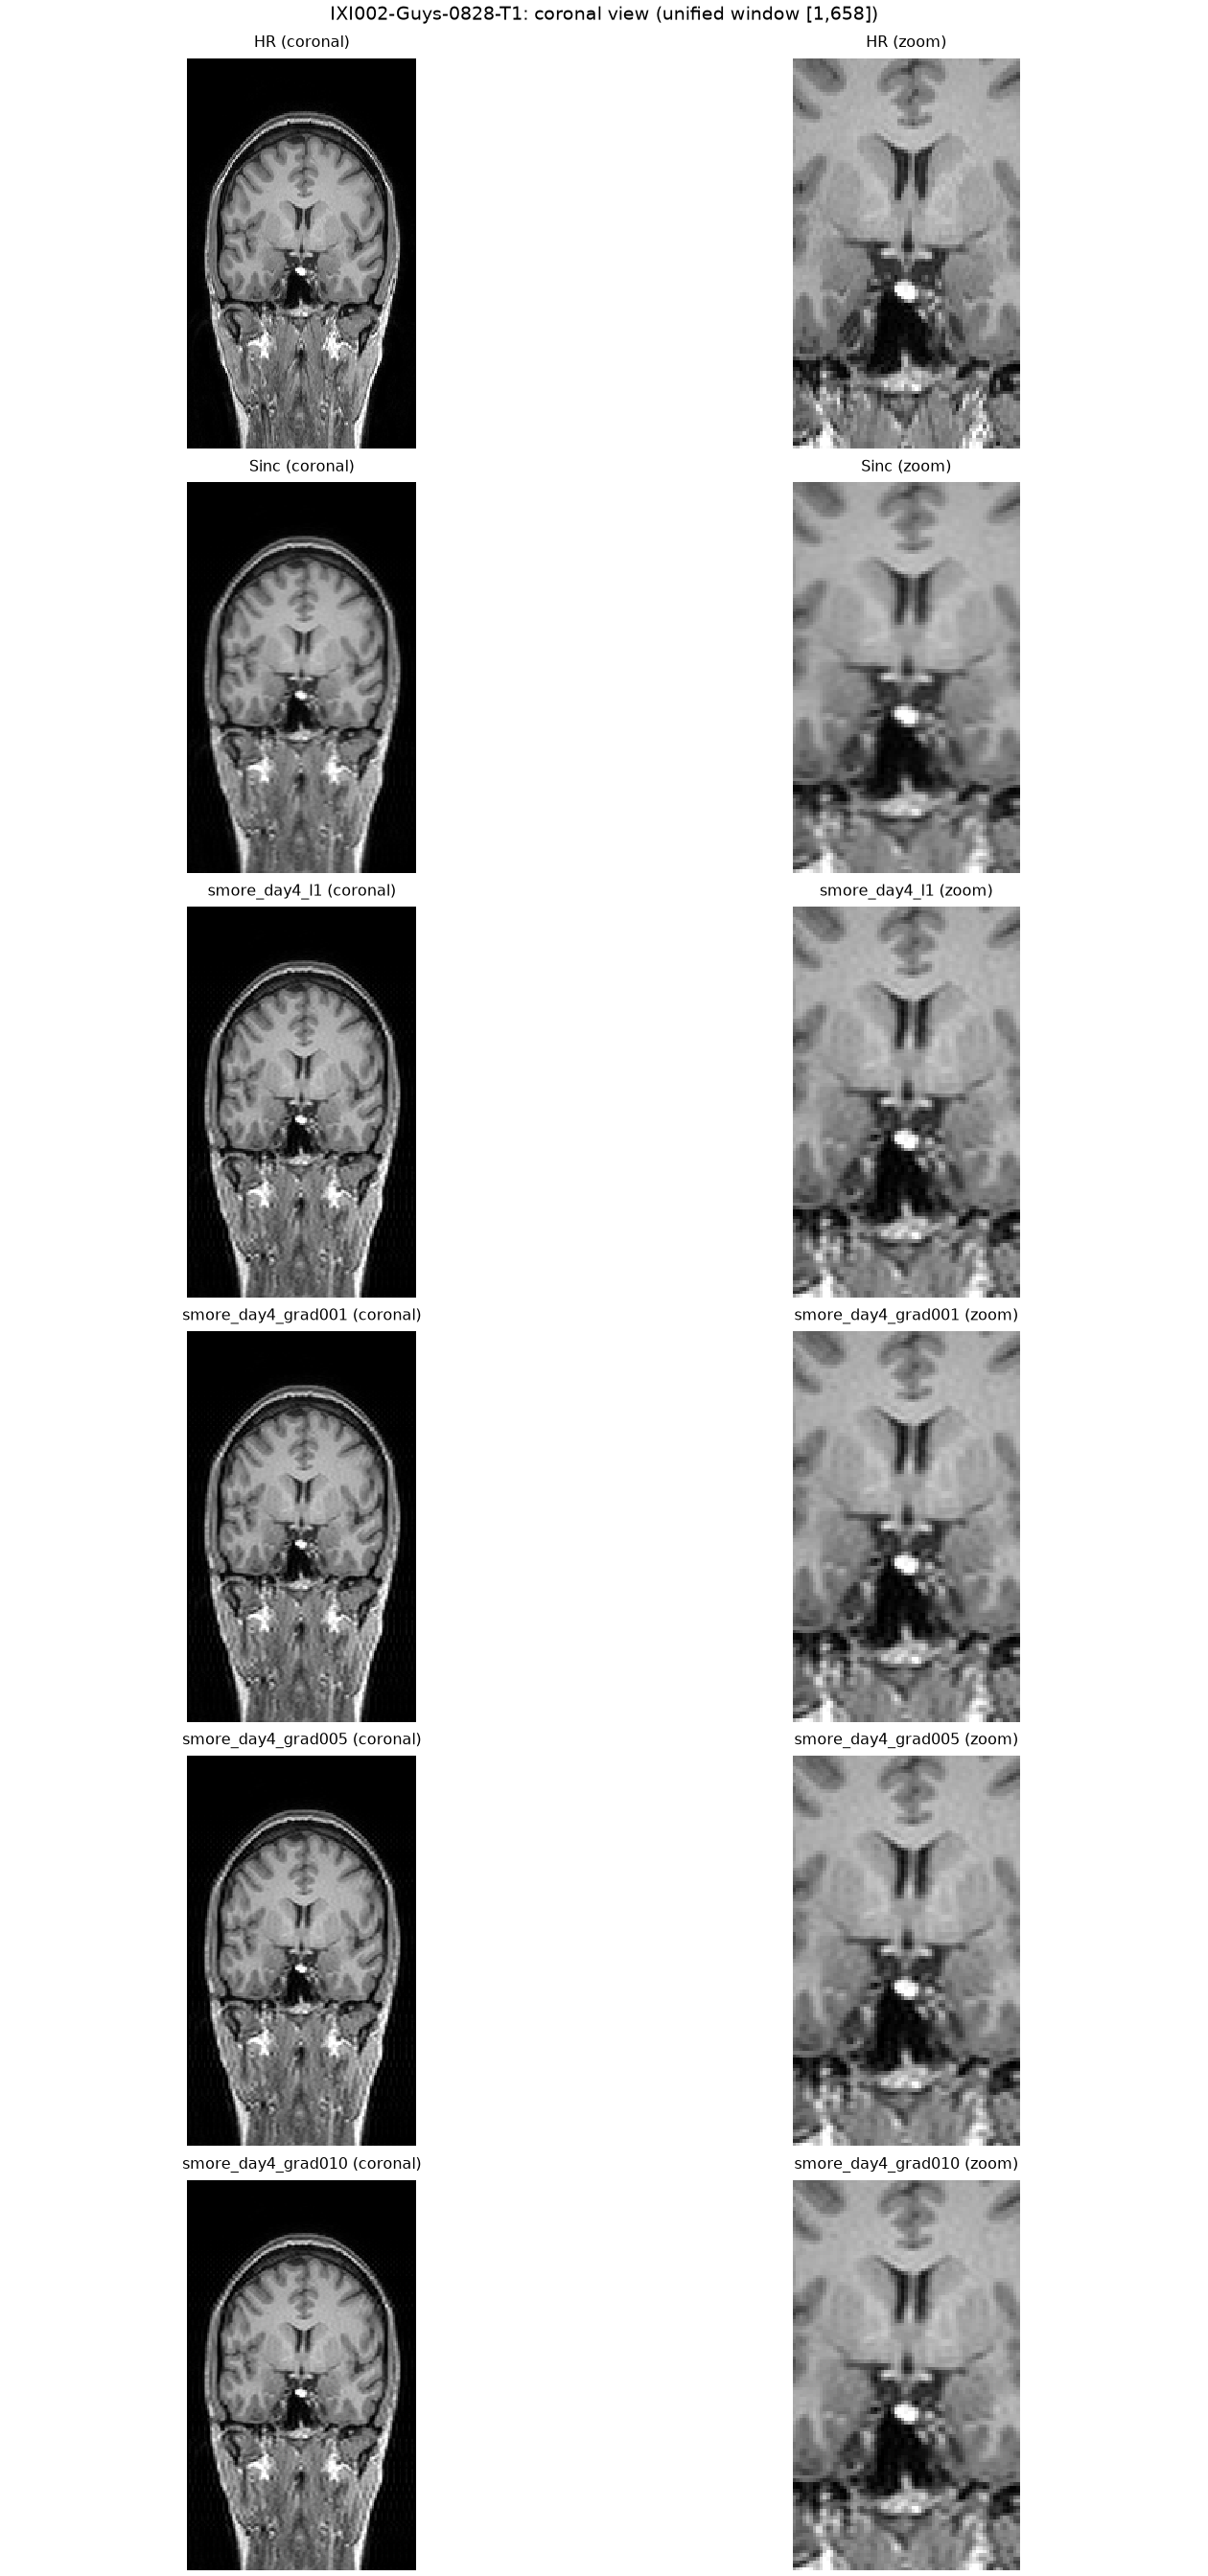 IXI002-Guys-0828-T1: coronal view (unified window [1,658])
HR (coronal)
HR (zoom)
Sinc (coronal)
Sinc (zoom)
smore_day4_l1 (coronal)
smore_day4_l1 (zoom)
smore_day4_grad001 (coronal)
smore_day4_grad001 (zoom)
smore_day4_grad005 (coronal)
smore_day4_grad005 (zoom)
smore_day4_grad010 (coronal)
smore_day4_grad010 (zoom)